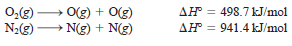 O₂(g) ⟶ O(g) + O(g) ΔH° = 498.7 kJ/mol
N₂(g) ⟶ N(g) + N(g) ΔH° = 941.4 kJ/mol